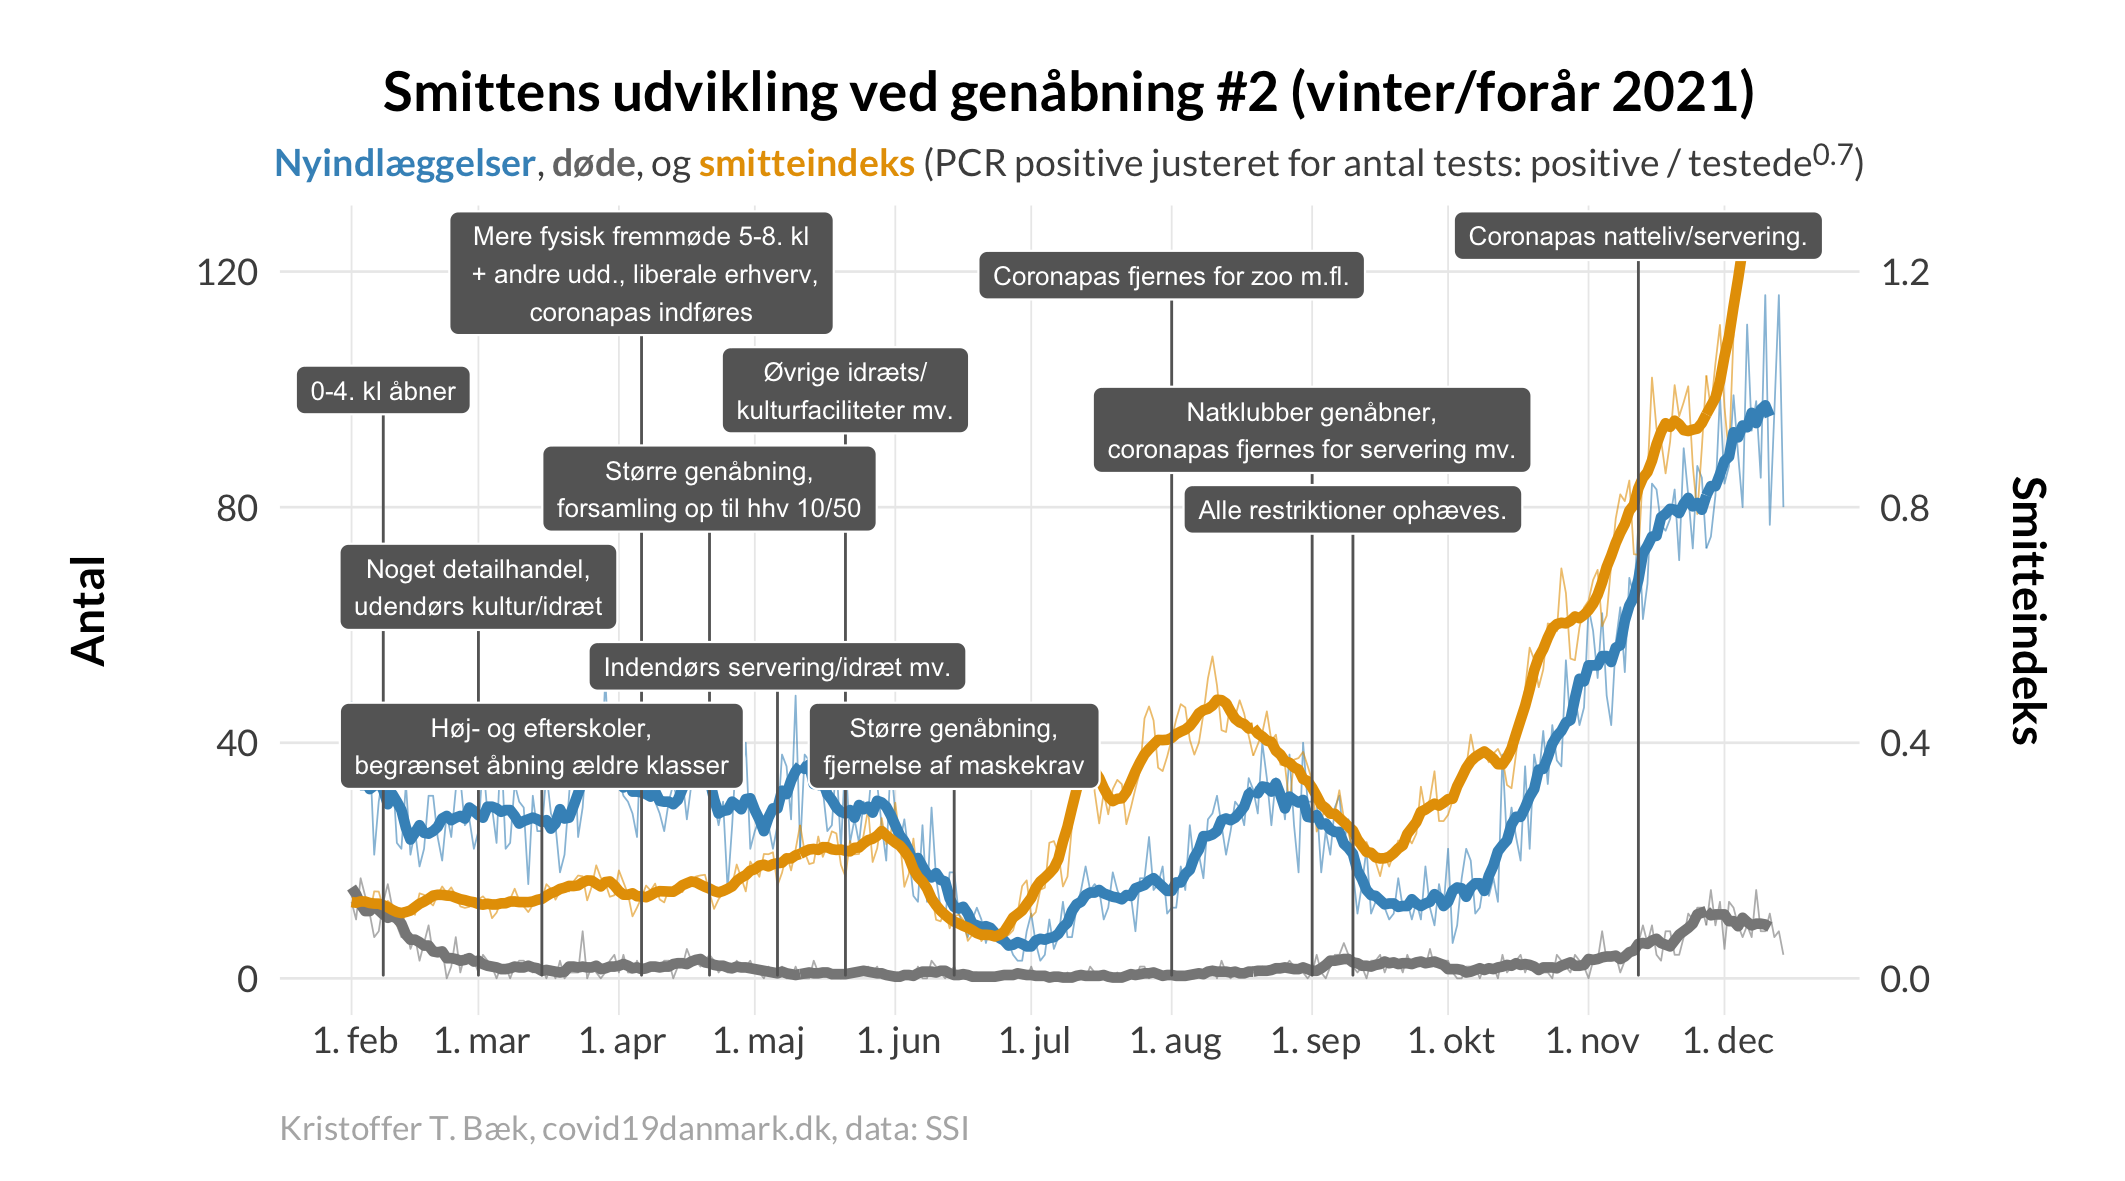 Smittens udvikling ved genåbning #2 (vinter/forår 2021)
Nyindlæggelser, døde, og smitteindeks (PCR positive justeret for antal tests: positive / testede^0.7)
Mere fysisk fremmøde 5-8. kl
+ andre udd., liberale erhverv,
coronapas indføres
Coronapas natteliv/servering.
Coronapas fjernes for zoo m.fl.
0-4. kl åbner
Øvrige idræts/
kulturfaciliteter mv.
Natklubber genåbner,
coronapas fjernes for servering mv.
Større genåbning,
forsamling op til hhv 10/50
Alle restriktioner ophæves.
Noget detailhandel,
udendørs kultur/idræt
Indendørs servering/idræt mv.
Høj- og efterskoler,
begrænset åbning ældre klasser
Større genåbning,
fjernelse af maskekrav
Antal
120
80
40
0
1.2
0.8
0.4
0.0
Smitteindeks
1. feb
1. mar
1. apr
1. maj
1. jun
1. jul
1. aug
1. sep
1. okt
1. nov
1. dec
Kristoffer T. Bæk, covid19danmark.dk, data: SSI